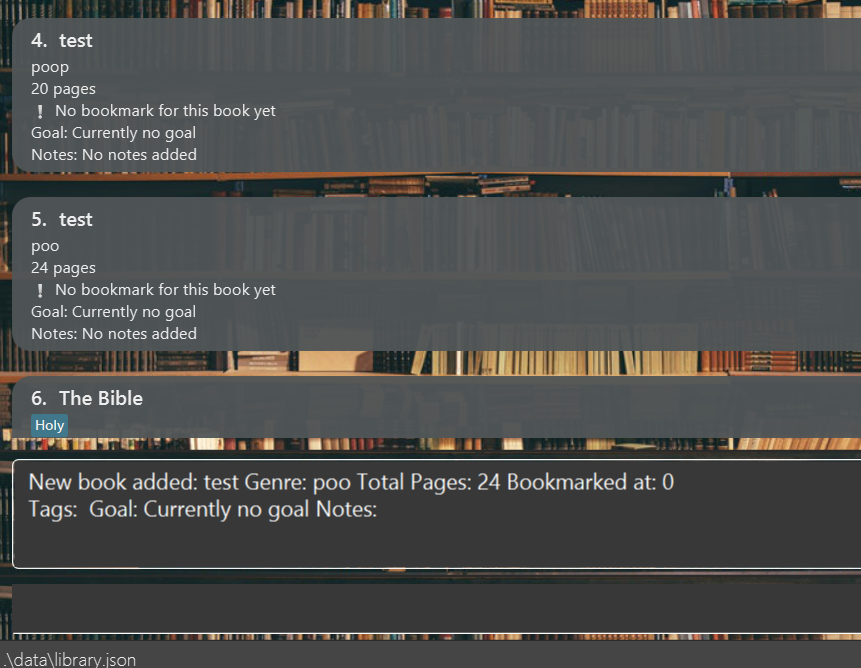 4. test
poop
20 pages
❗ No bookmark for this book yet
Goal: Currently no goal
Notes: No notes added
5. test
poo
24 pages
❗ No bookmark for this book yet
Goal: Currently no goal
Notes: No notes added
6. The Bible
Holy
New book added: test Genre: poo Total Pages: 24 Bookmarked at: 0
Tags:  Goal: Currently no goal Notes:
.\data\library.json